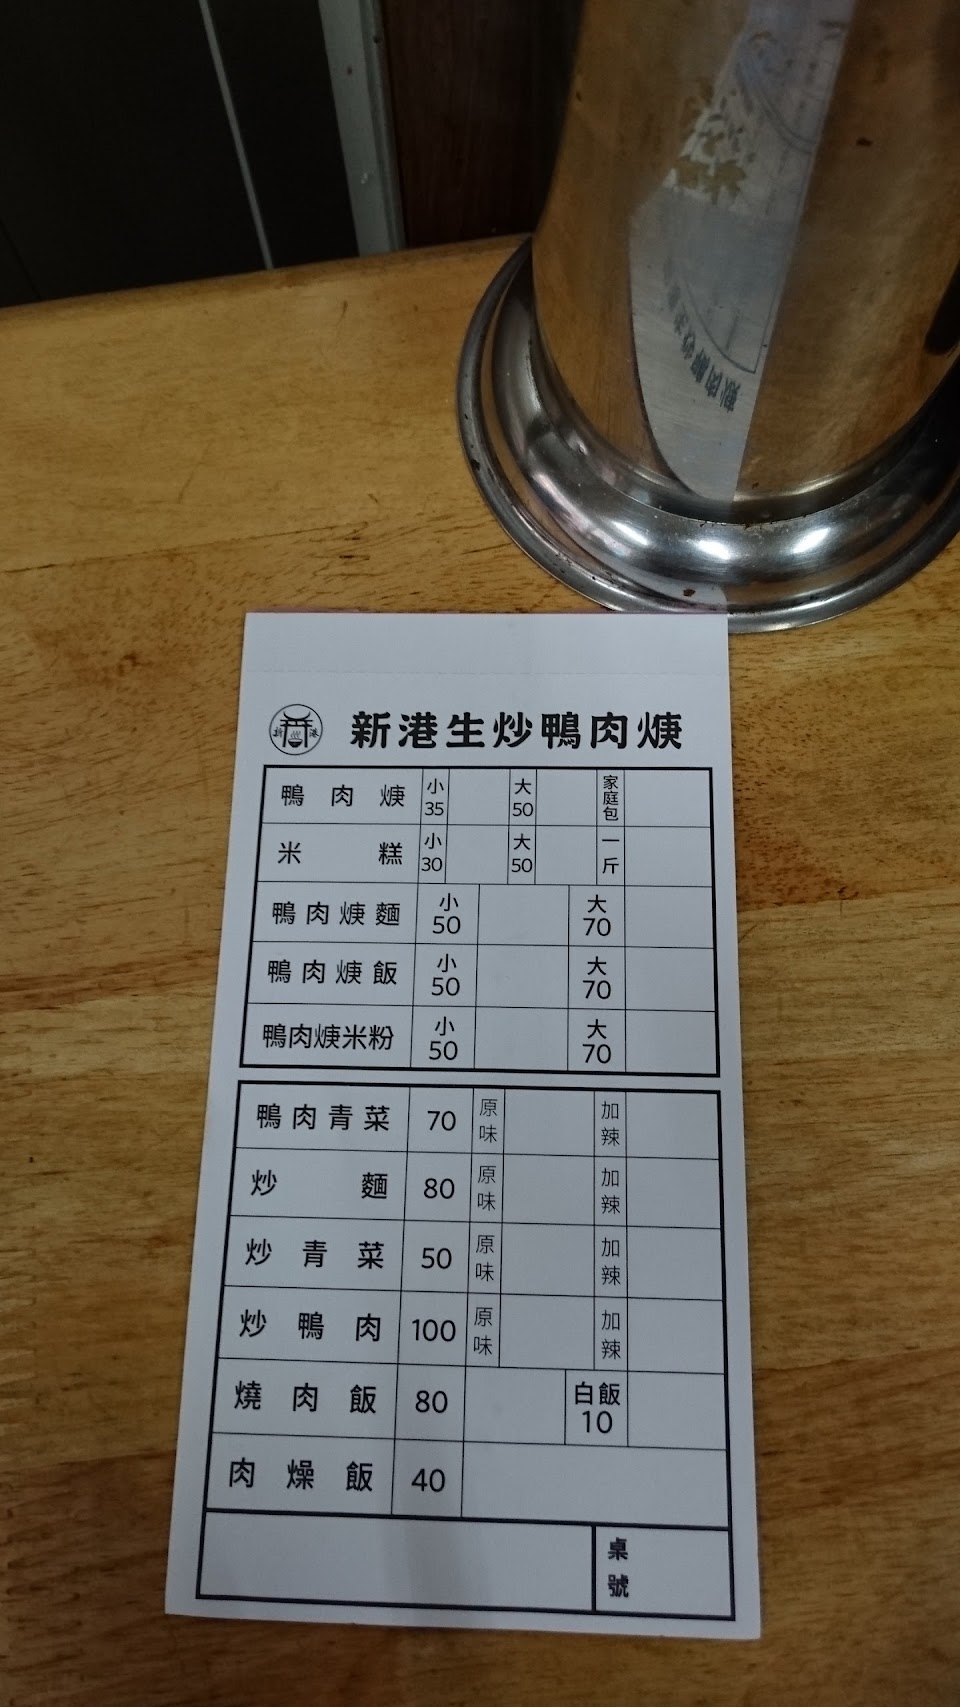 新港 新港生炒鴨肉焿
鴨肉焿 小35 大50 家庭包
米糕 小30 大50 一斤
鴨肉焿麵 小50 大70
鴨肉焿飯 小50 大70
鴨肉焿米粉 小50 大70
鴨肉青菜 70 原味 加辣
炒麵 80 原味 加辣
炒青菜 50 原味 加辣
炒鴨肉 100 原味 加辣
燒肉飯 80 白飯10
肉燥飯 40
桌號